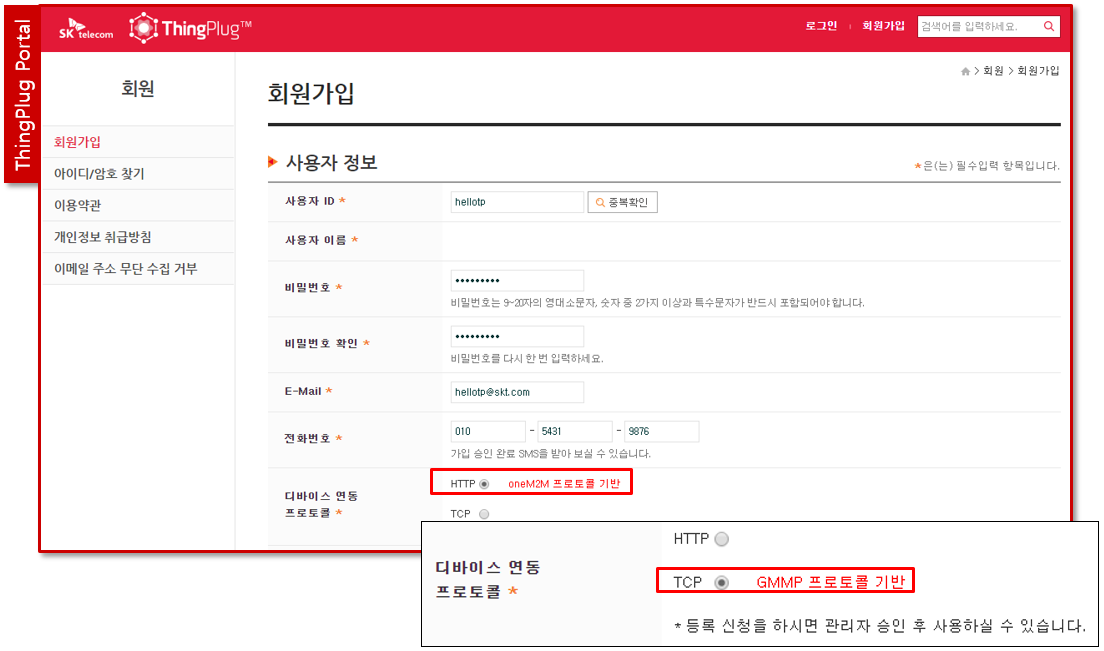 ThingPlug Portal
SK telecom ThingPlug™ 로그인 회원가입 검색어를 입력하세요.
회원
> 회원 > 회원가입
회원가입
회원가입
아이디/암호 찾기
이용약관
개인정보 취급방침
이메일 주소 무단 수집 거부
사용자 정보
*은(는) 필수입력 항목입니다.
사용자 ID * hellotp 중복확인
사용자 이름 *
비밀번호 * •••••••••
비밀번호는 9~20자의 영대소문자, 숫자 중 2가지 이상과 특수문자가 반드시 포함되어야 합니다.
비밀번호 확인 * •••••••••
비밀번호를 다시 한 번 입력하세요.
E-Mail * hellotp@skt.com
전화번호 * 010 - 5431 - 9876
가입 승인 완료 SMS를 받아 보실 수 있습니다.
디바이스 연동
프로토콜 *
HTTP oneM2M 프로토콜 기반
TCP
디바이스 연동
프로토콜 *
HTTP
TCP GMMP 프로토콜 기반
* 등록 신청을 하시면 관리자 승인 후 사용하실 수 있습니다.